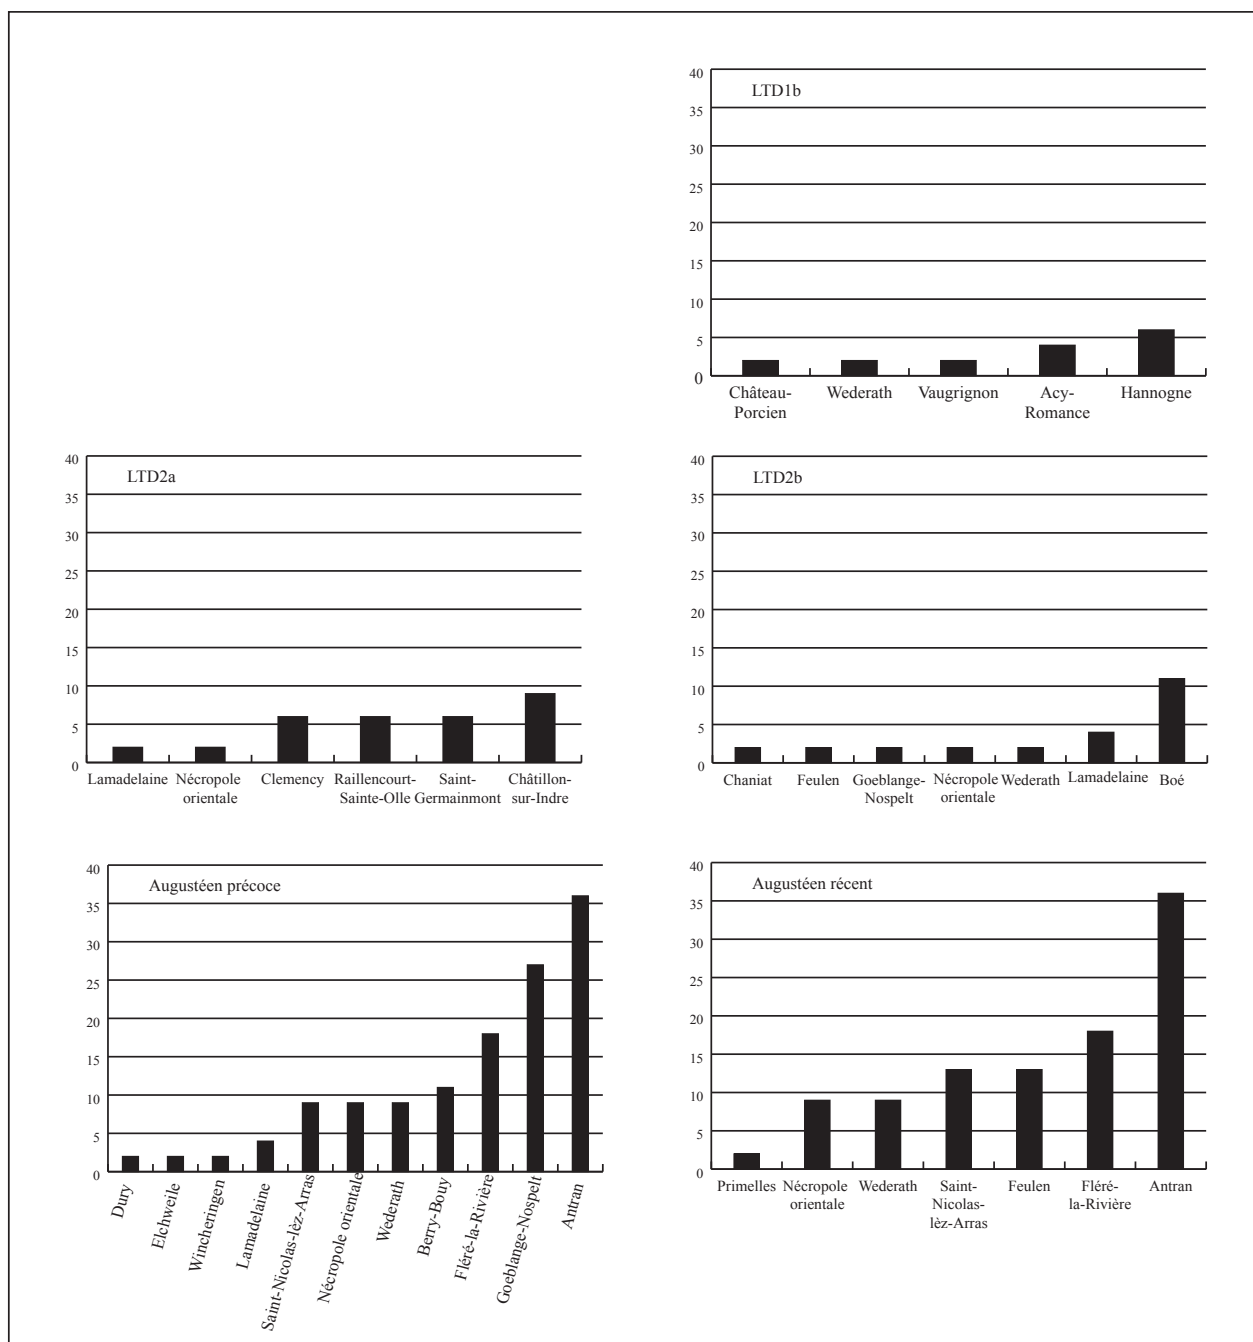 LTD1b
40
35
30
25
20
15
10
5
0
Château-
Porcien
Wederath
Vaugrignon
Acy-
Romance
Hannogne
LTD2a
40
35
30
25
20
15
10
5
0
Lamadelaine
Nécropole
orientale
Clemency
Raillencourt-
Sainte-Olle
Saint-
Germainmont
Châtillon-
sur-Indre
LTD2b
40
35
30
25
20
15
10
5
0
Chaniat
Feulen
Goeblange-
Nospelt
Nécropole
orientale
Wederath
Lamadelaine
Boé
Augustéen précoce
40
35
30
25
20
15
10
5
0
Dury
Elchweile
Wincheringen
Lamadelaine
Saint-Nicolas-lèz-Arras
Nécropole orientale
Wederath
Berry-Bouy
Fléré-la-Rivière
Goeblange-Nospelt
Antran
Augustéen récent
40
35
30
25
20
15
10
5
0
Primelles
Nécropole
orientale
Wederath
Saint-
Nicolas-
lèz-Arras
Feulen
Fléré-
la-Rivière
Antran